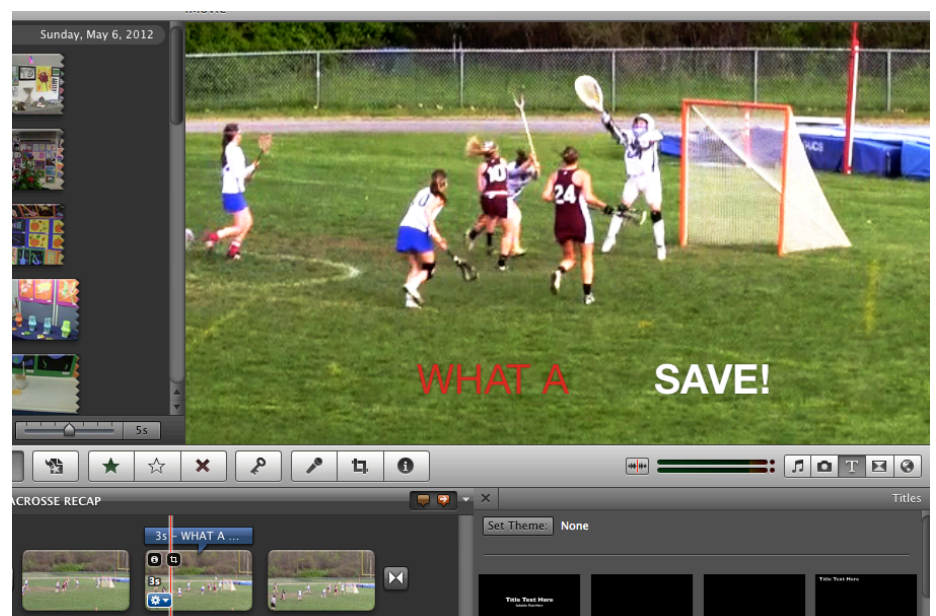 Sunday, May 6, 2012
10
24
WHAT A SAVE!
5s
ACROSSE RECAP
Titles
3s - WHAT A ...
Set Theme: None
3s
Title Text Here
Title Text Here